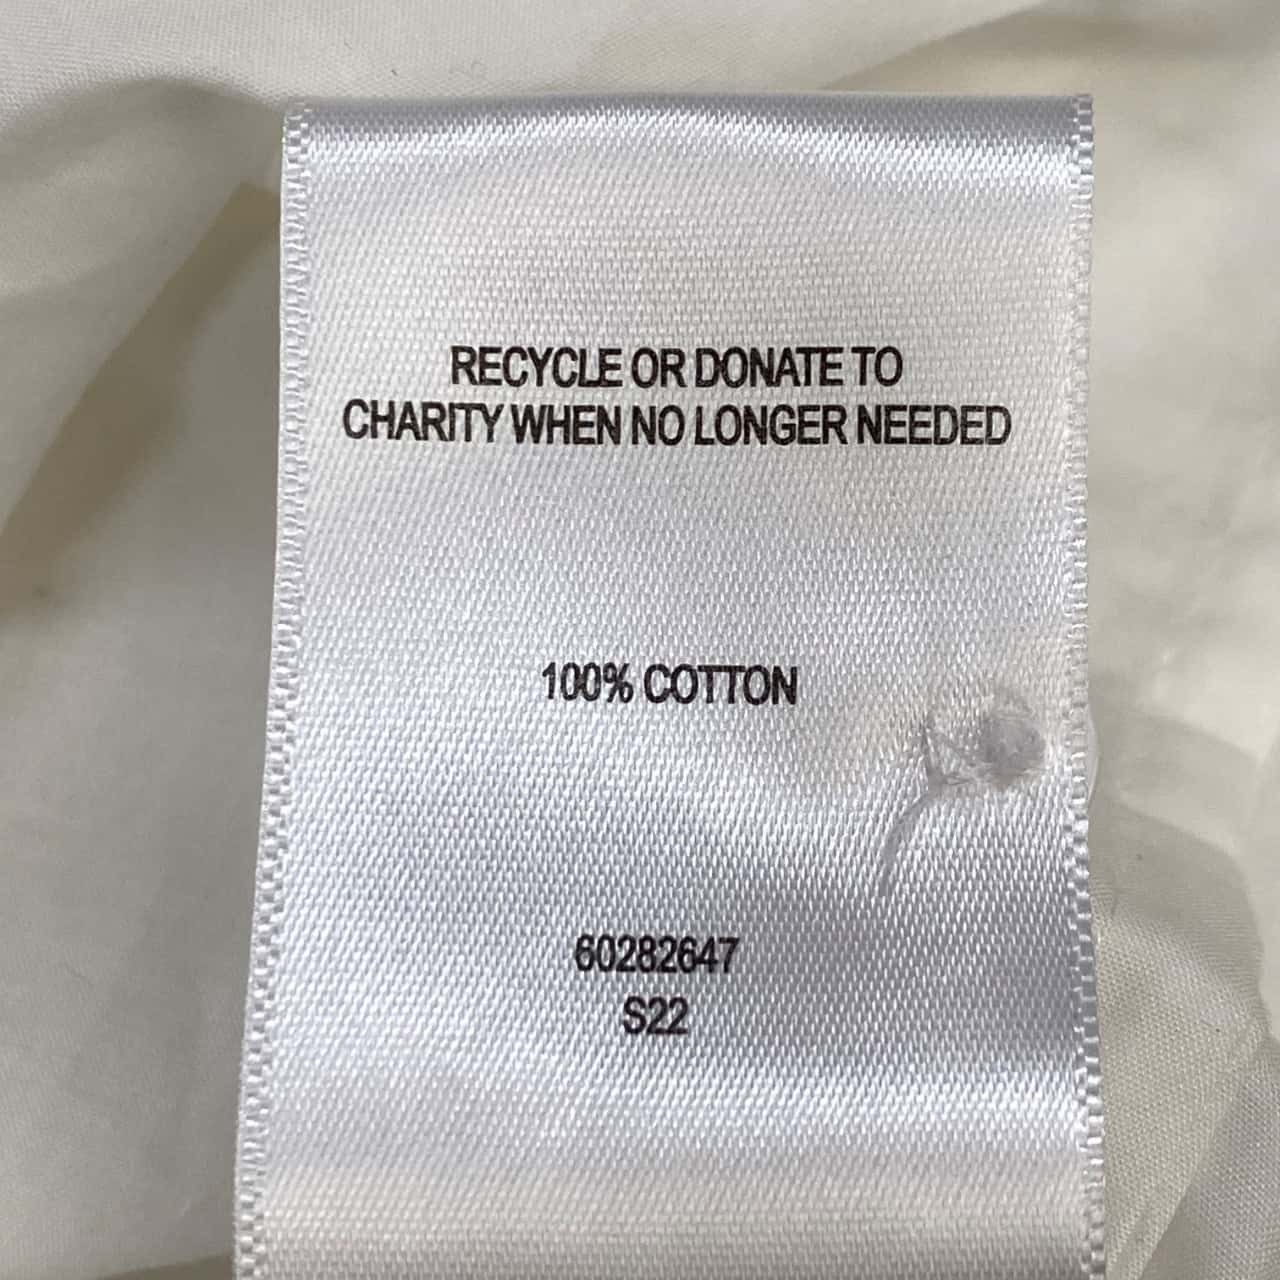 RECYCLE OR DONATE TO
CHARITY WHEN NO LONGER NEEDED
100% COTTON
60282647
S22